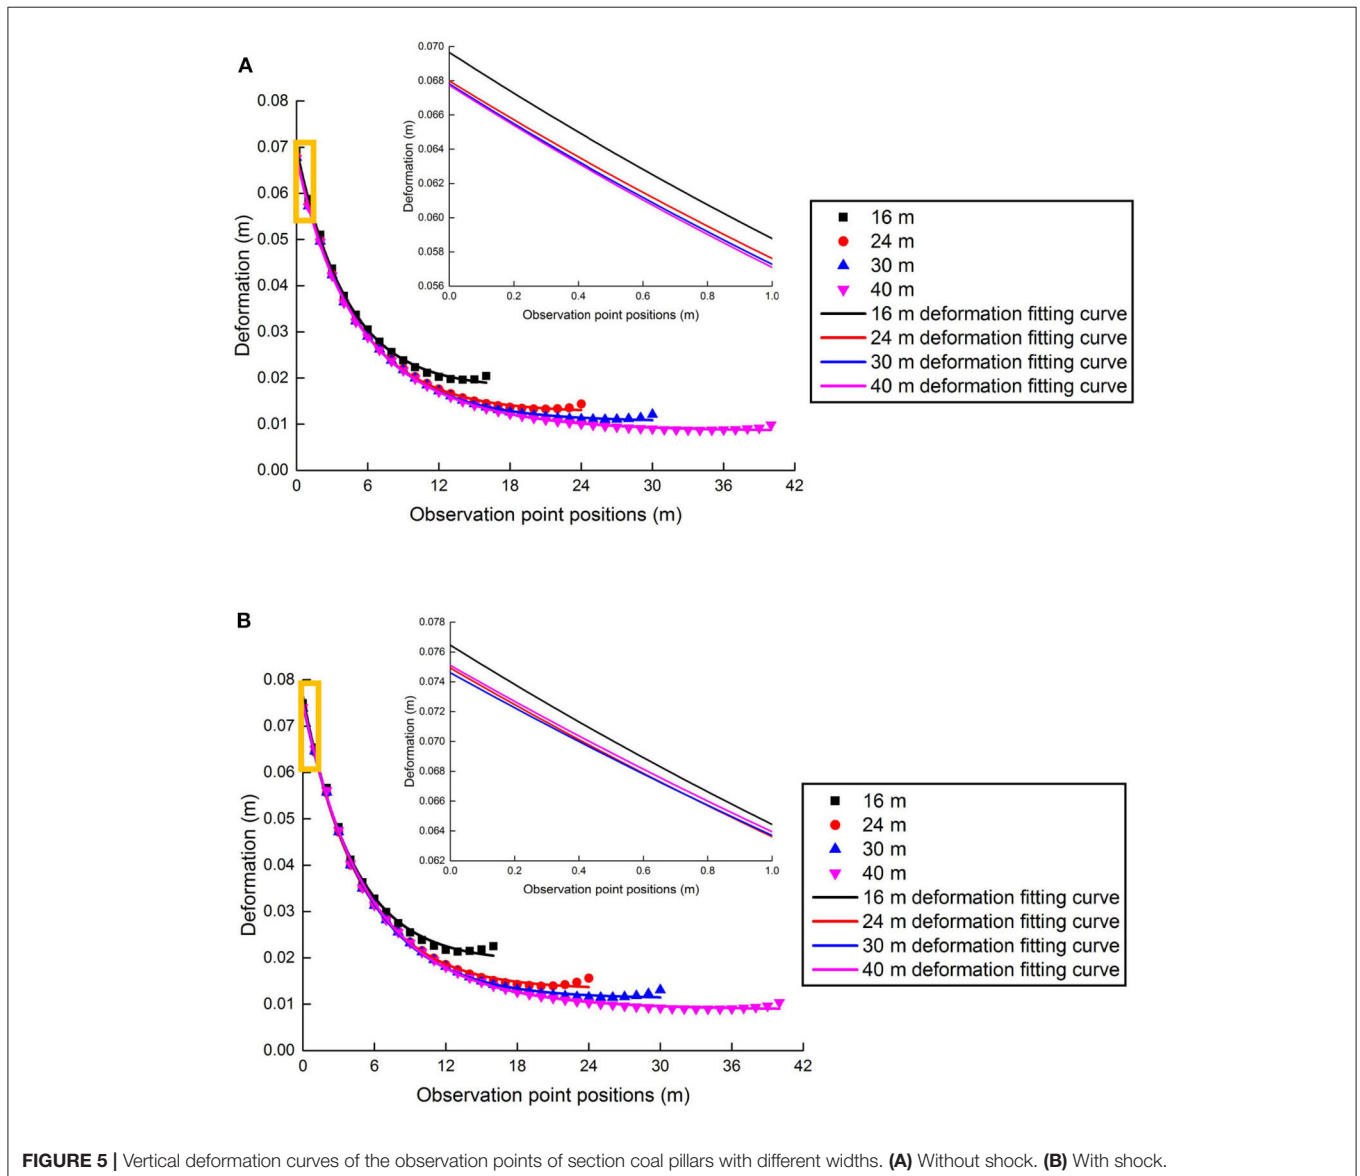 A
0.08
0.07
0.06
0.05
0.04
0.03
0.02
0.01
0.00
Deformation (m)
0 6 12 18 24 30 36 42
Observation point positions (m)
0.070
0.068
0.066
0.064
0.062
0.060
0.058
0.056
Deformation (m)
0.0 0.2 0.4 0.6 0.8 1.0
Observation point positions (m)
16 m
24 m
30 m
40 m
16 m deformation fitting curve
24 m deformation fitting curve
30 m deformation fitting curve
40 m deformation fitting curve
B
0.08
0.07
0.06
0.05
0.04
0.03
0.02
0.01
0.00
Deformation (m)
0 6 12 18 24 30 36 42
Observation point positions (m)
0.078
0.076
0.074
0.072
0.070
0.068
0.066
0.064
0.062
Deformation (m)
0.0 0.2 0.4 0.6 0.8 1.0
Observation point positions (m)
16 m
24 m
30 m
40 m
16 m deformation fitting curve
24 m deformation fitting curve
30 m deformation fitting curve
40 m deformation fitting curve
FIGURE 5 | Vertical deformation curves of the observation points of section coal pillars with different widths. (A) Without shock. (B) With shock.